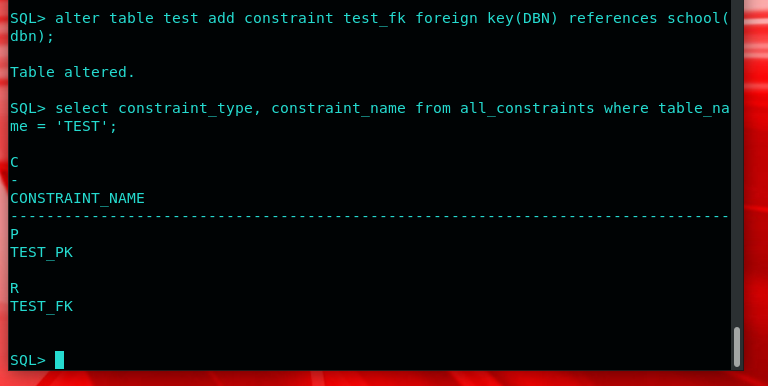 SQL> alter table test add constraint test_fk foreign key(DBN) references school(
dbn);
Table altered.
SQL> select constraint_type, constraint_name from all_constraints where table_na
me = 'TEST';
C
-
CONSTRAINT_NAME
--------------------------------------------------------------------------------
P
TEST_PK
R
TEST_FK
SQL>